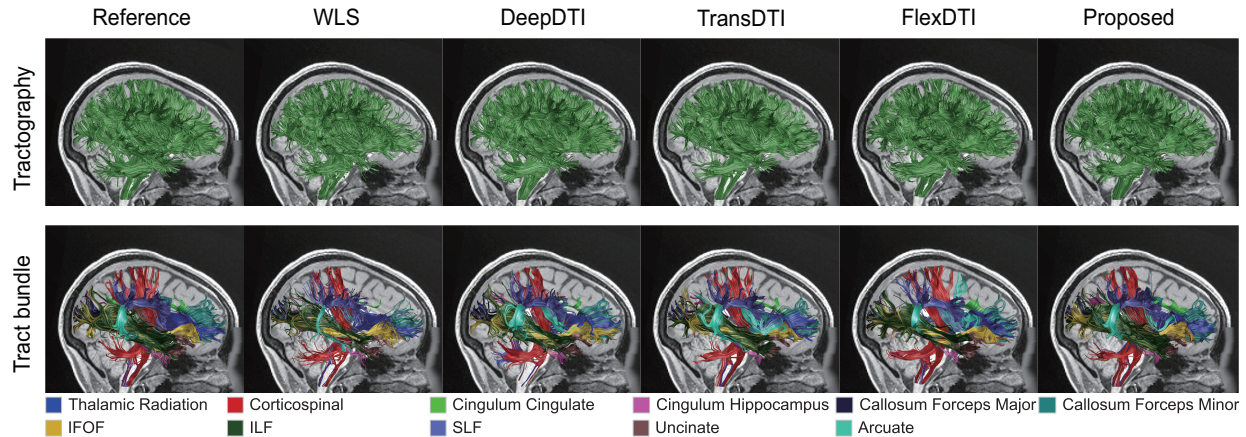 Reference WLS DeepDTI TransDTI FlexDTI Proposed
Tractography
Tract bundle
Thalamic Radiation Corticospinal Cingulum Cingulate Cingulum Hippocampus Callosum Forceps Major Callosum Forceps Minor
IFOF ILF SLF Uncinate Arcuate